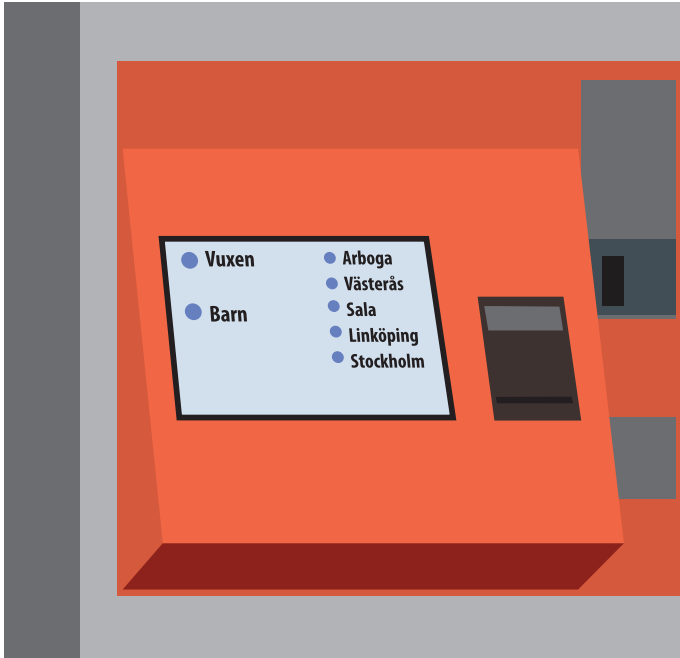 Vuxen
Barn
Arboga
Västerås
Sala
Linköping
Stockholm